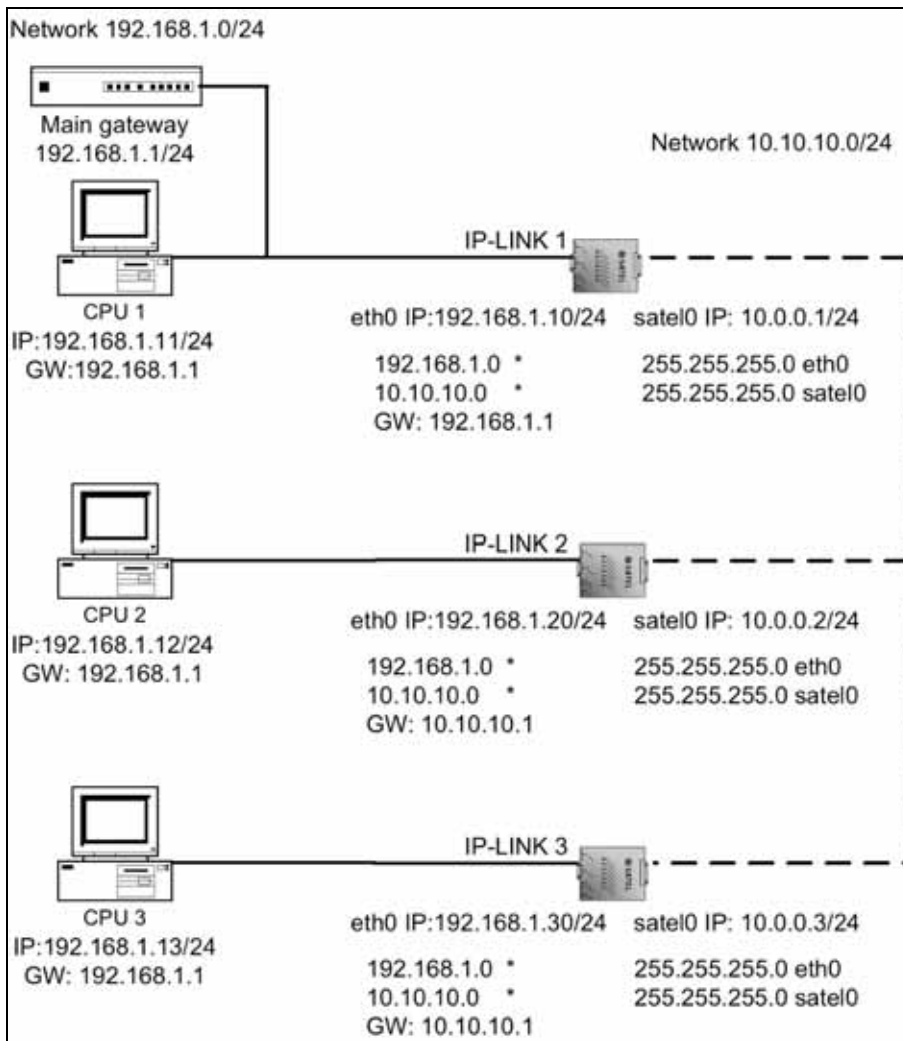 Network 192.168.1.0/24
Main gateway
192.168.1.1/24
Network 10.10.10.0/24
CPU 1
IP:192.168.1.11/24
GW:192.168.1.1
IP-LINK 1
eth0 IP:192.168.1.10/24 satel0 IP: 10.0.0.1/24
192.168.1.0 * 255.255.255.0 eth0
10.10.10.0 * 255.255.255.0 satel0
GW: 192.168.1.1
CPU 2
IP:192.168.1.12/24
GW: 192.168.1.1
IP-LINK 2
eth0 IP:192.168.1.20/24 satel0 IP: 10.0.0.2/24
192.168.1.0 * 255.255.255.0 eth0
10.10.10.0 * 255.255.255.0 satel0
GW: 10.10.10.1
CPU 3
IP:192.168.1.13/24
GW: 192.168.1.1
IP-LINK 3
eth0 IP:192.168.1.30/24 satel0 IP: 10.0.0.3/24
192.168.1.0 * 255.255.255.0 eth0
10.10.10.0 * 255.255.255.0 satel0
GW: 10.10.10.1